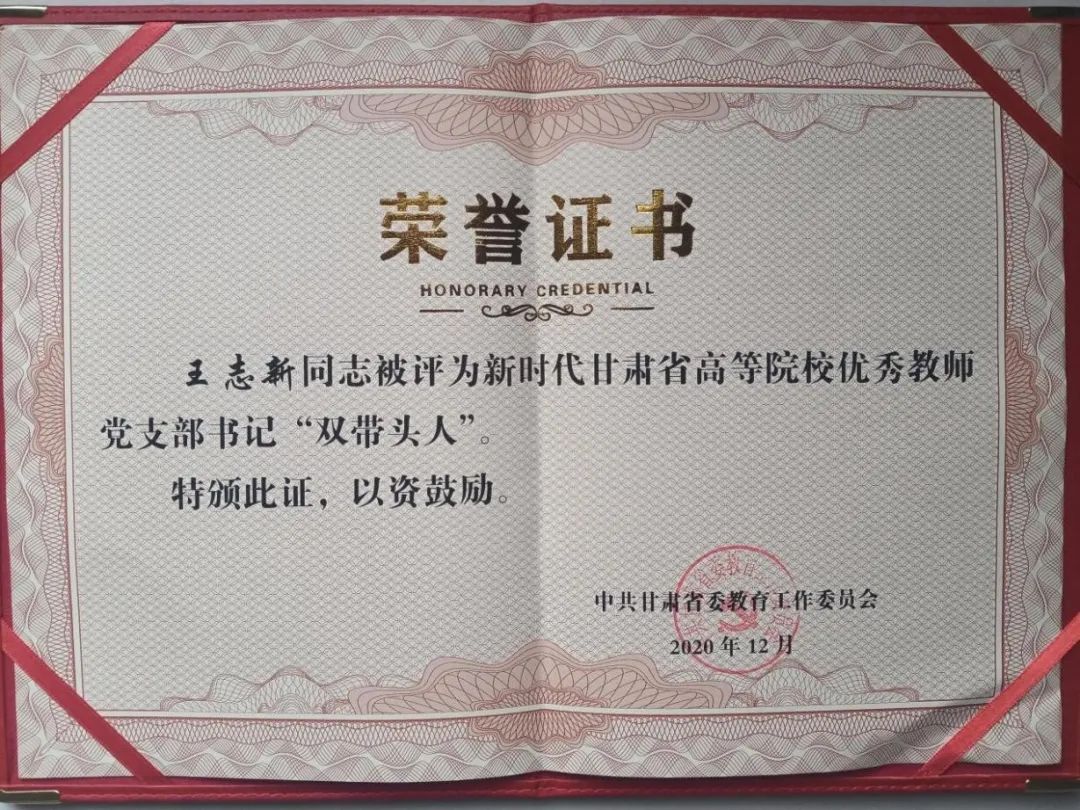 荣誉证书
HONORARY CREDENTIAL
王志新同志被评为新时代甘肃省高等院校优秀教师
党支部书记“双带头人”。
特颁此证，以资鼓励。
中共甘肃省委教育工作委员会
2020年12月